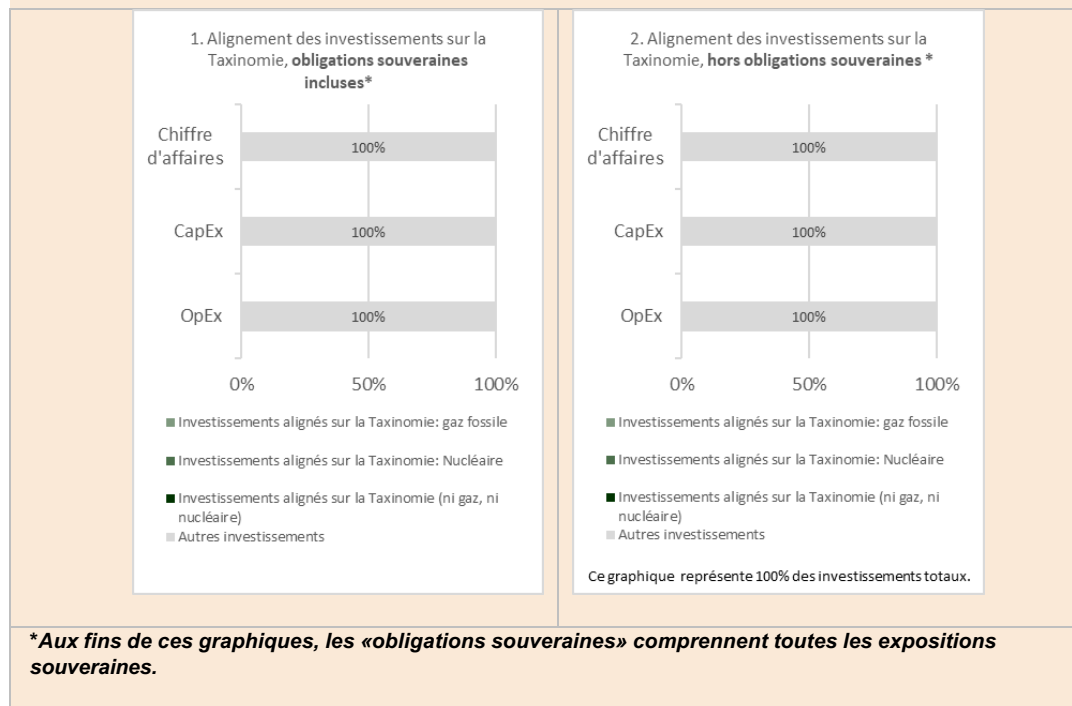 1. Alignement des investissements sur la
Taxinomie, obligations souveraines
incluses*
Chiffre
d'affaires
100%
CapEx
100%
OpEx
100%
0%
50%
100%
Investissements alignés sur la Taxinomie: gaz fossile
Investissements alignés sur la Taxinomie: Nucléaire
Investissements alignés sur la Taxinomie (ni gaz, ni
nucléaire)
Autres investissements
2. Alignement des investissements sur la
Taxinomie, hors obligations souveraines *
Chiffre
d'affaires
100%
CapEx
100%
OpEx
100%
0%
50%
100%
Investissements alignés sur la Taxinomie: gaz fossile
Investissements alignés sur la Taxinomie: Nucléaire
Investissements alignés sur la Taxinomie (ni gaz, ni
nucléaire)
Autres investissements
Ce graphique représente 100% des investissements totaux.
*Aux fins de ces graphiques, les «obligations souveraines» comprennent toutes les expositions
souveraines.